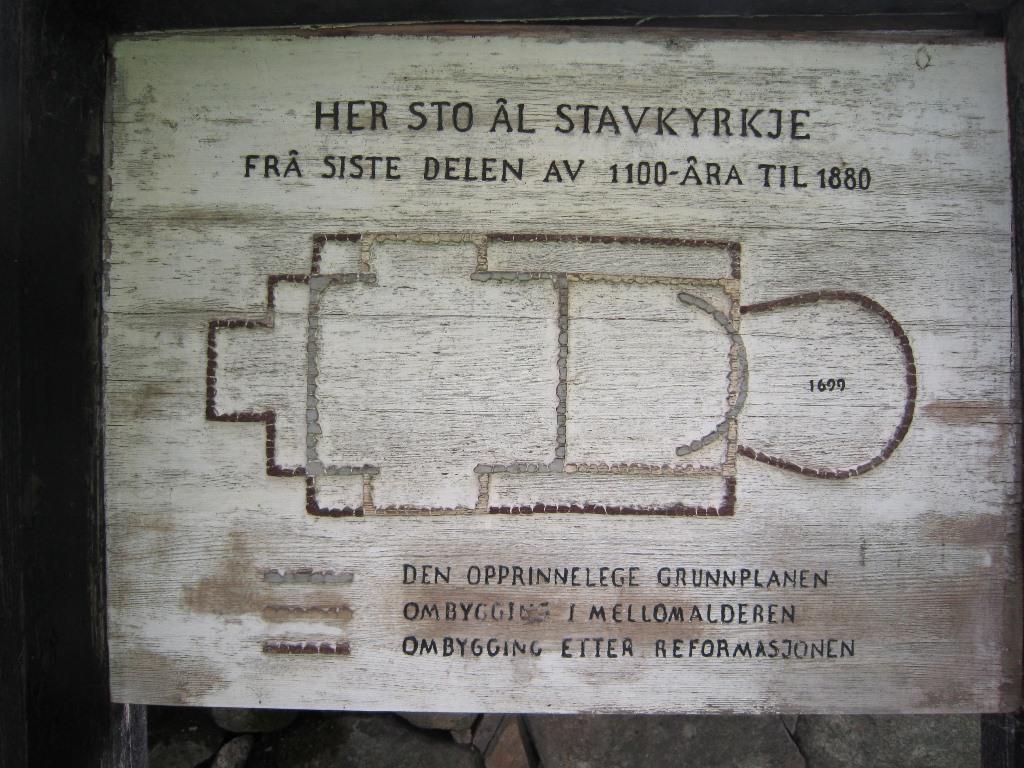 HER STO ÅL STAVKYRKJE
FRÅ SISTE DELEN AV 1100-ÅRA TIL 1880
1699
DEN OPPRINNELEGE GRUNNPLANEN
OMBYGGING I MELLOMALDEREN
OMBYGGING ETTER REFORMASJONEN